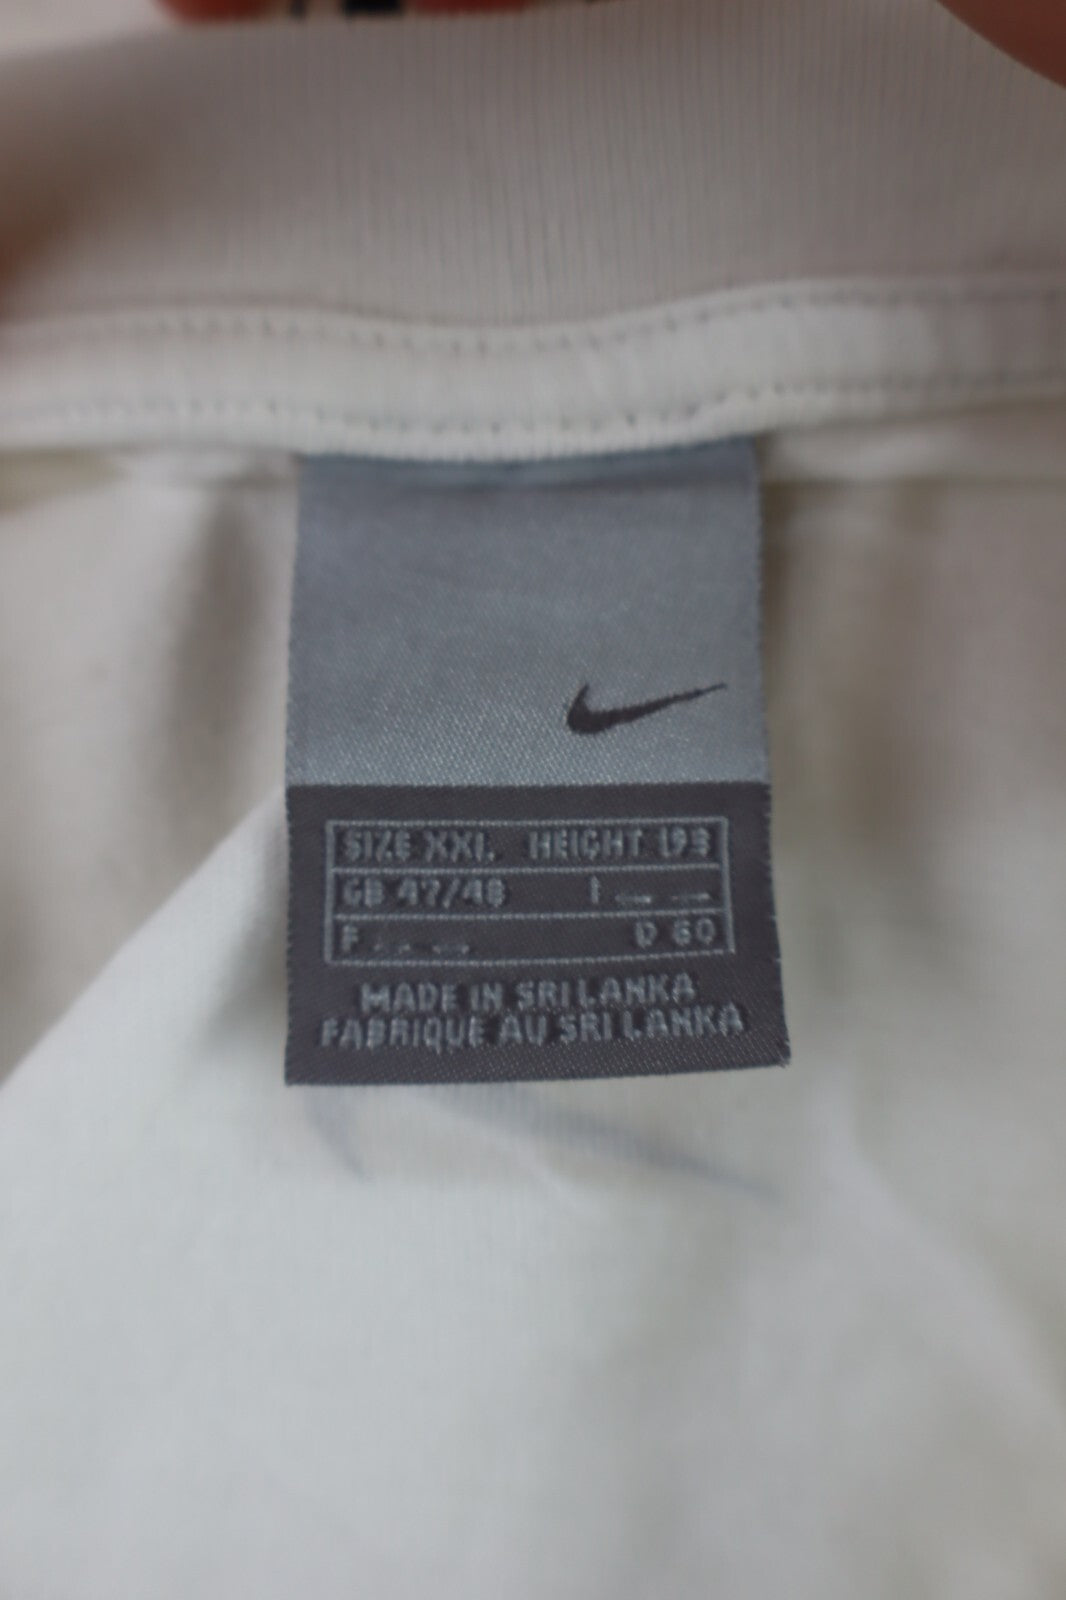 SIZE XXL HEIGHT 193
GB 47/48 I -- --
F -- -- D 60
MADE IN SRI LANKA
FABRIQUE AU SRI LANKA